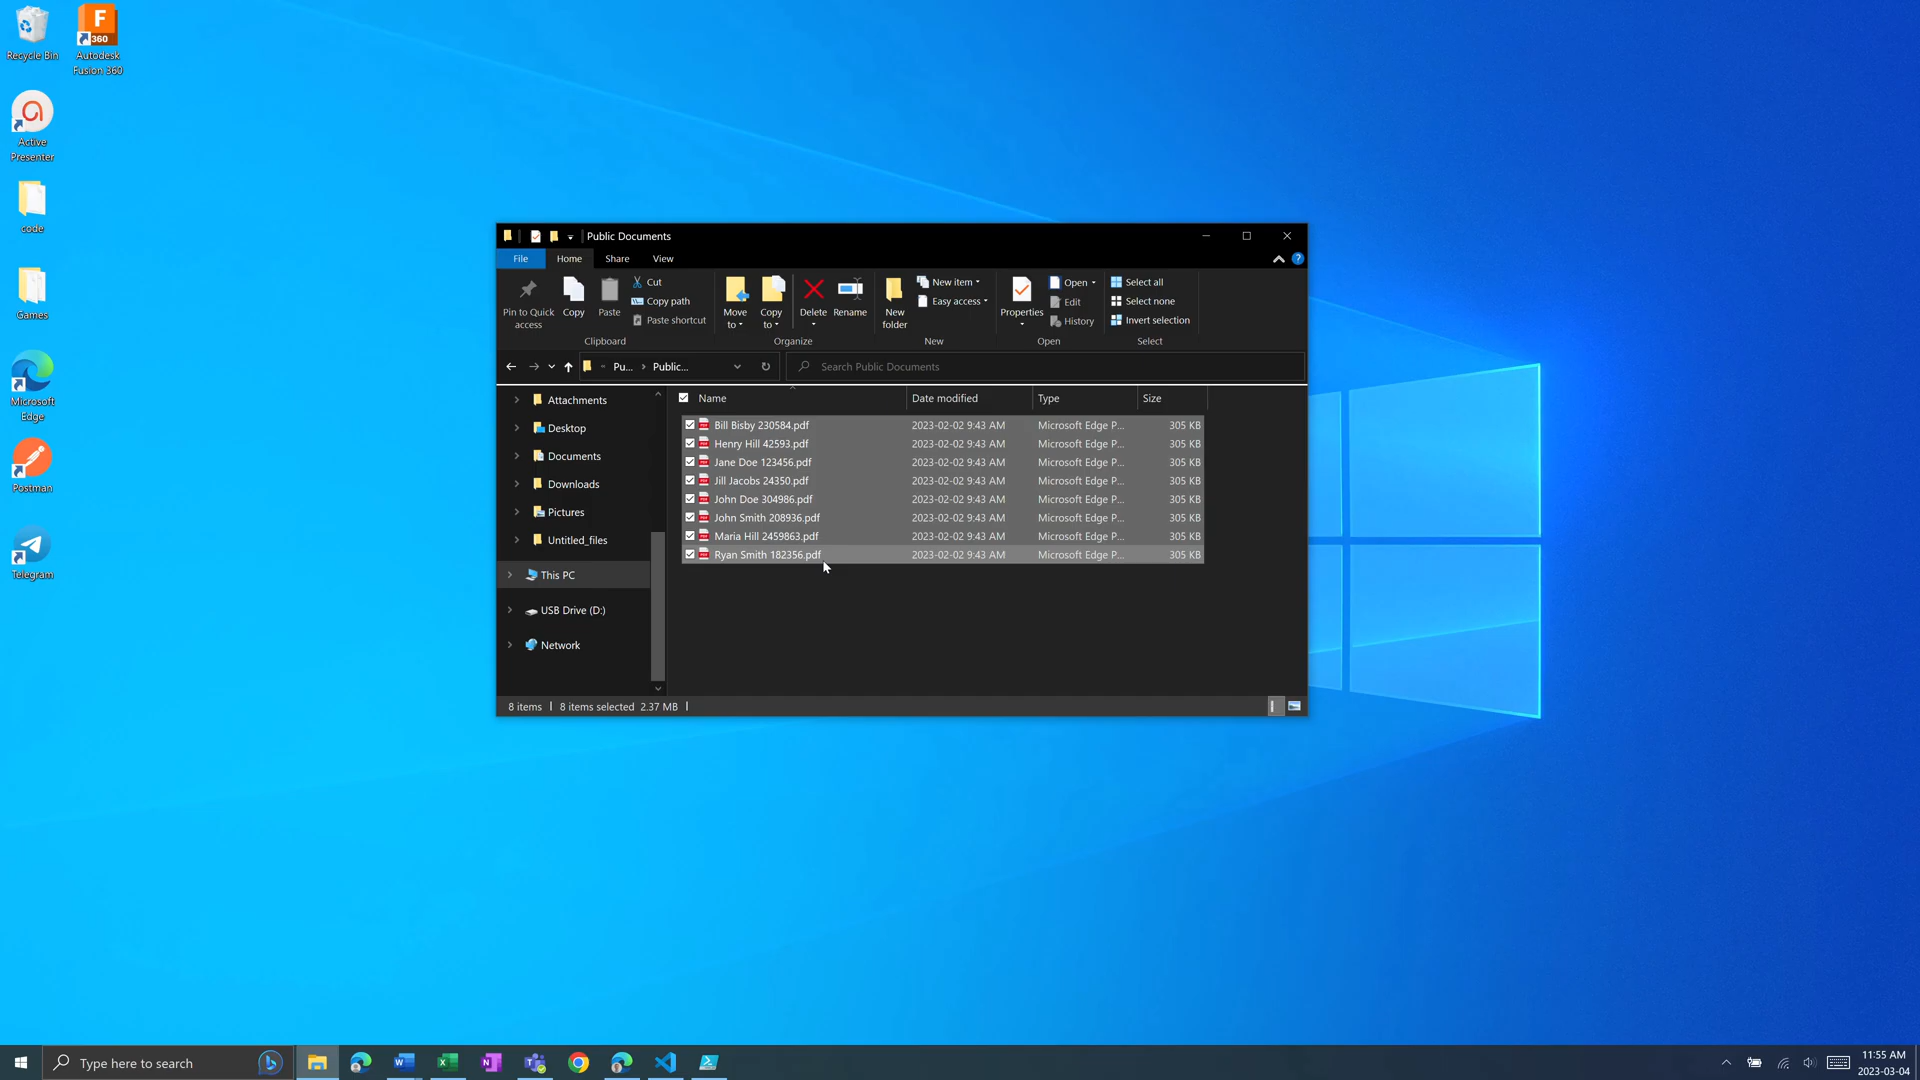 Recycle Bin
Autodesk
Fusion 360
F
360
Active
Presenter
code
Games
Microsoft
Edge
Postman
Telegram
Public Documents
File Home Share View
Pin to Quick
access
Copy
Paste
Cut
Copy path
Paste shortcut
Clipboard
Move
to
Copy
to
Delete
Rename
Organize
New
folder
New item
Easy access
New
Properties
Open
Edit
History
Open
Select all
Select none
Invert selection
Select
« Pu... > Public...
Search Public Documents
Attachments
Desktop
Documents
Downloads
Pictures
Untitled_files
This PC
USB Drive (D:)
Network
Name Date modified Type Size
Bill Bisby 230584.pdf 2023-02-02 9:43 AM Microsoft Edge P... 305 KB
Henry Hill 42593.pdf 2023-02-02 9:43 AM Microsoft Edge P... 305 KB
Jane Doe 123456.pdf 2023-02-02 9:43 AM Microsoft Edge P... 305 KB
Jill Jacobs 24350.pdf 2023-02-02 9:43 AM Microsoft Edge P... 305 KB
John Doe 304986.pdf 2023-02-02 9:43 AM Microsoft Edge P... 305 KB
John Smith 208936.pdf 2023-02-02 9:43 AM Microsoft Edge P... 305 KB
Maria Hill 2459863.pdf 2023-02-02 9:43 AM Microsoft Edge P... 305 KB
Ryan Smith 182356.pdf 2023-02-02 9:43 AM Microsoft Edge P... 305 KB
8 items 8 items selected 2.37 MB
Type here to search
11:55 AM
2023-03-04